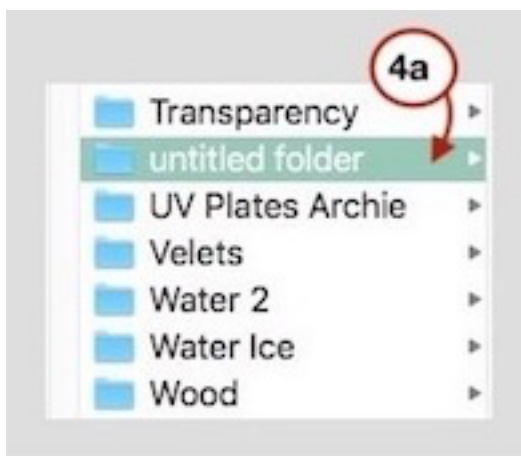 4a
Transparency
untitled folder
UV Plates Archie
Velets
Water 2
Water Ice
Wood